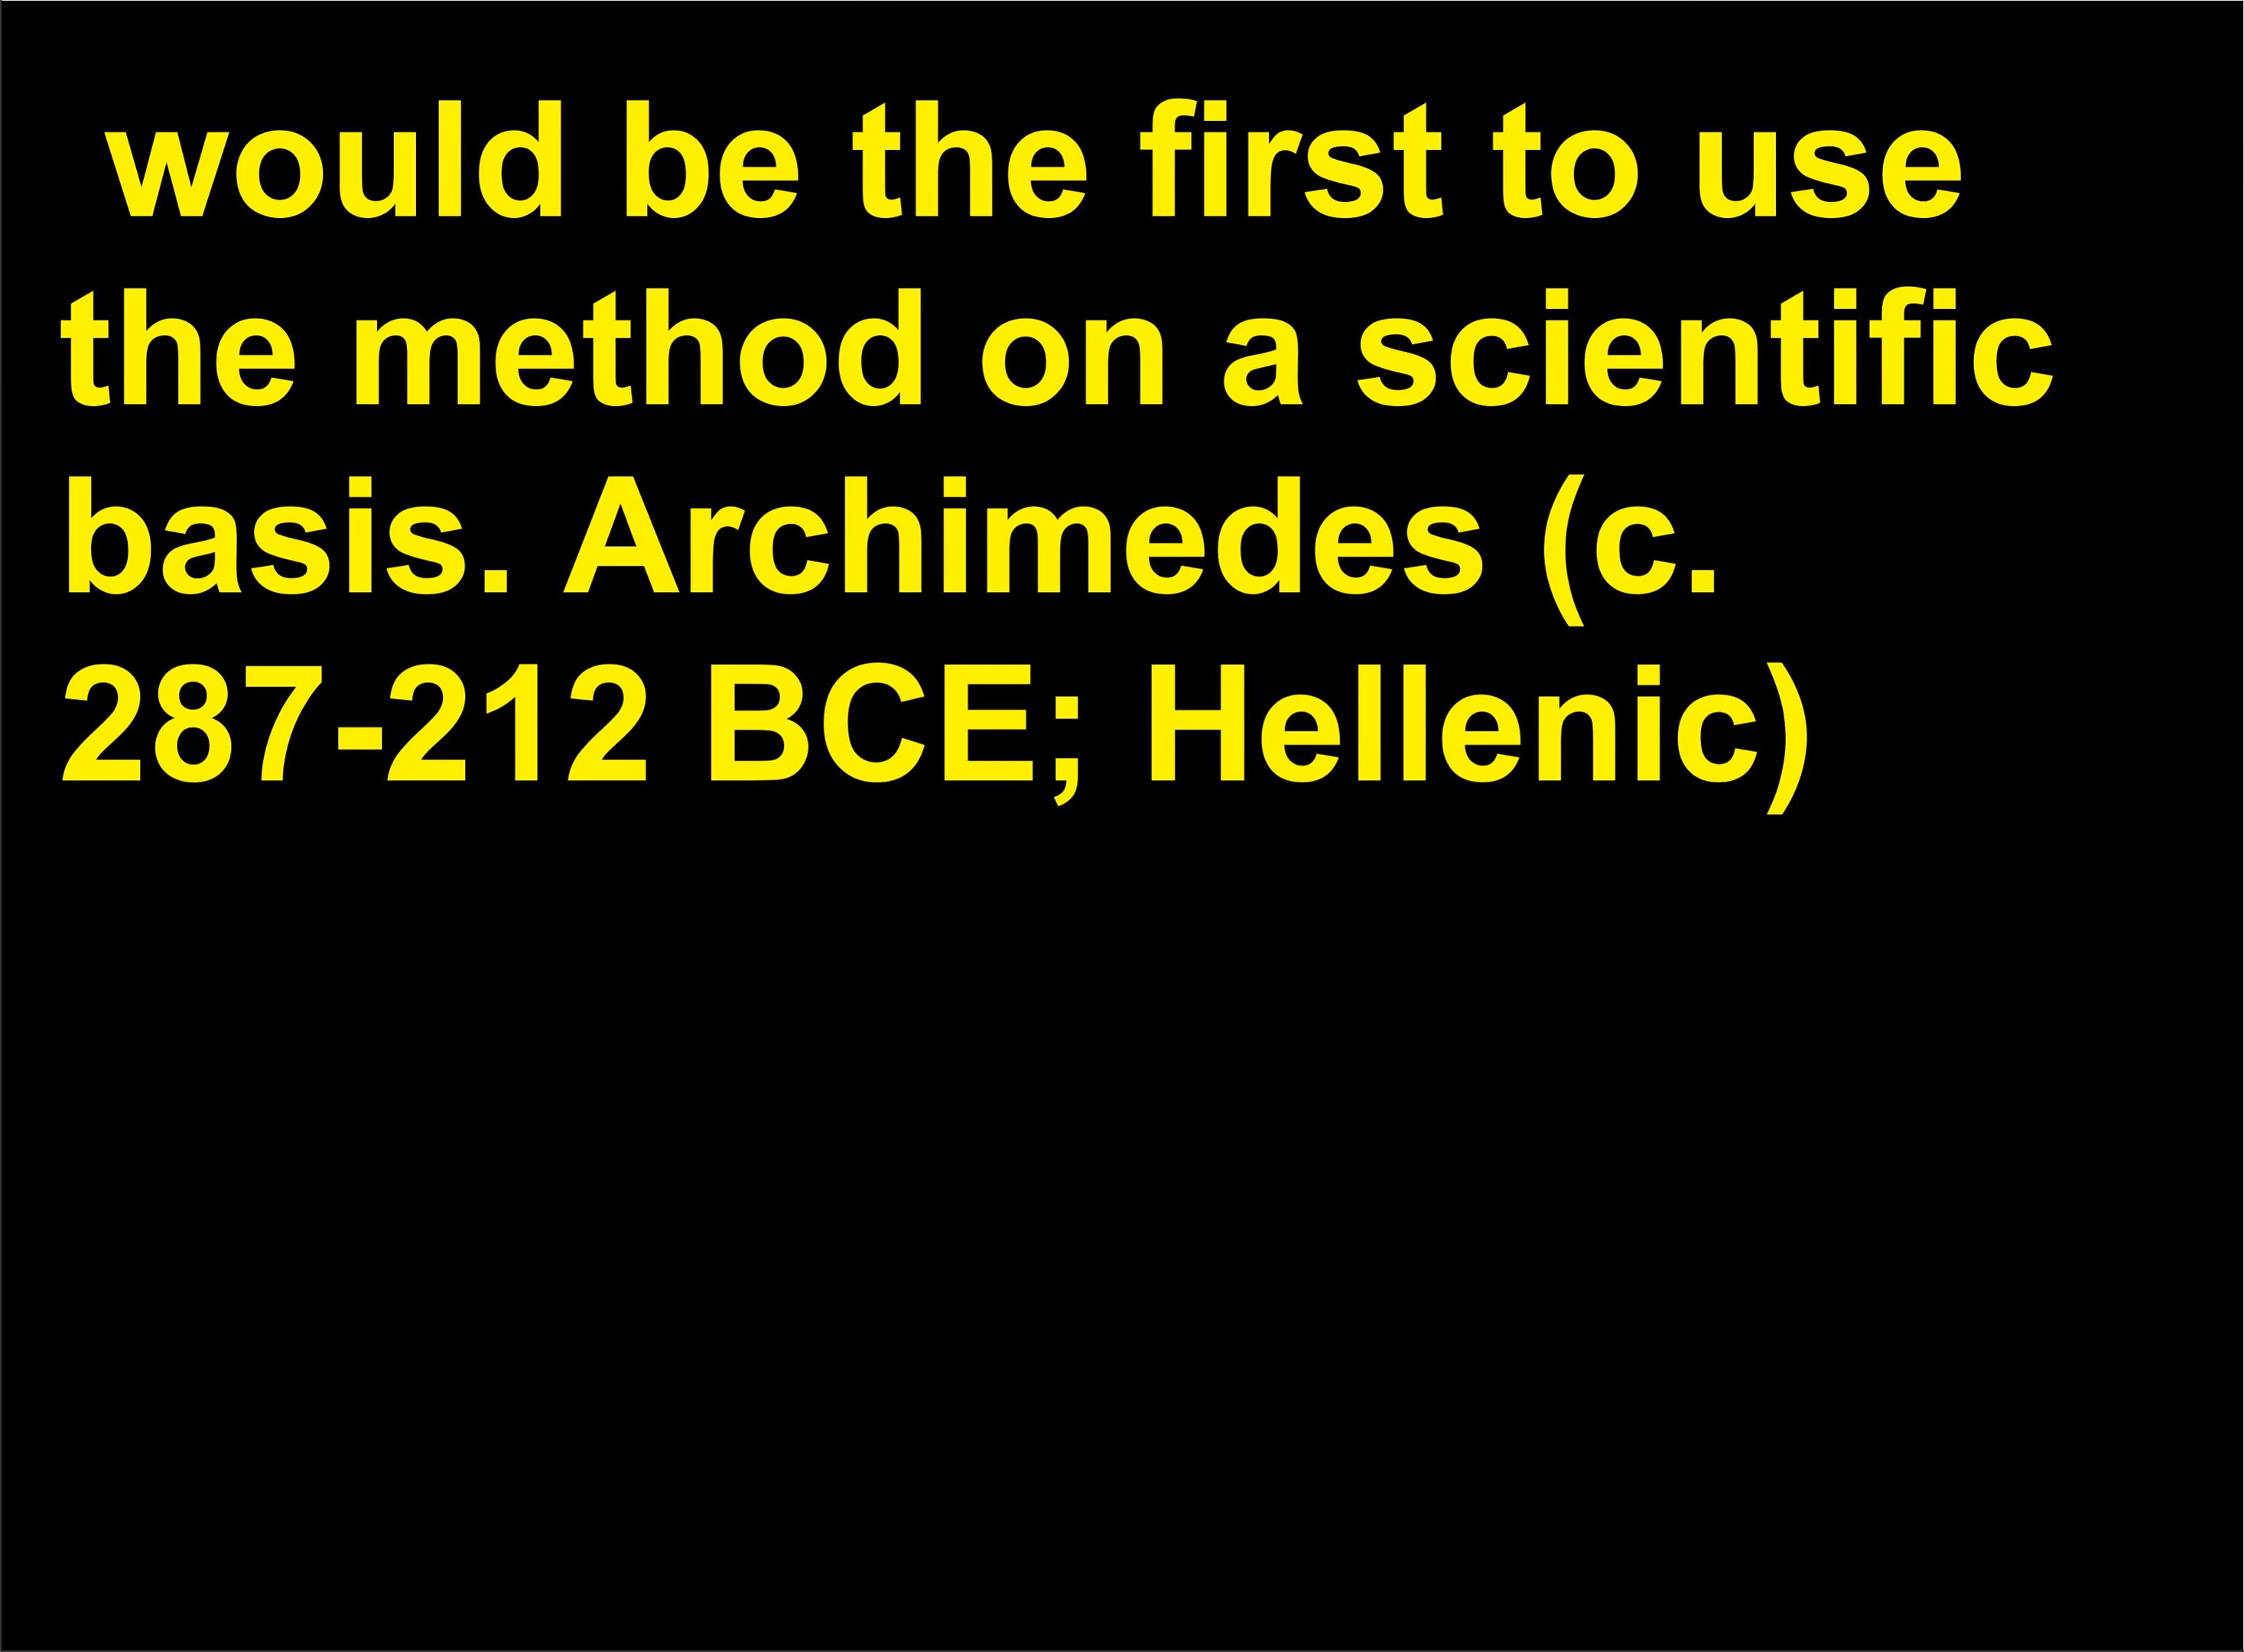 would be the first to use
the method on a scientific
basis. Archimedes (c.
287-212 BCE; Hellenic)